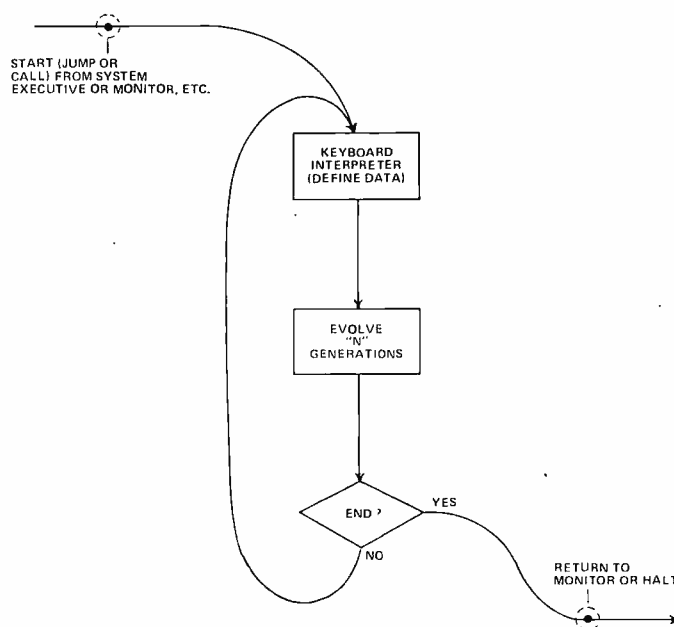 START (JUMP OR
CALL) FROM SYSTEM
EXECUTIVE OR MONITOR, ETC.
KEYBOARD
INTERPRETER
(DEFINE DATA)
EVOLVE
"N"
GENERATIONS
END?
YES
NO
RETURN TO
MONITOR OR HALT